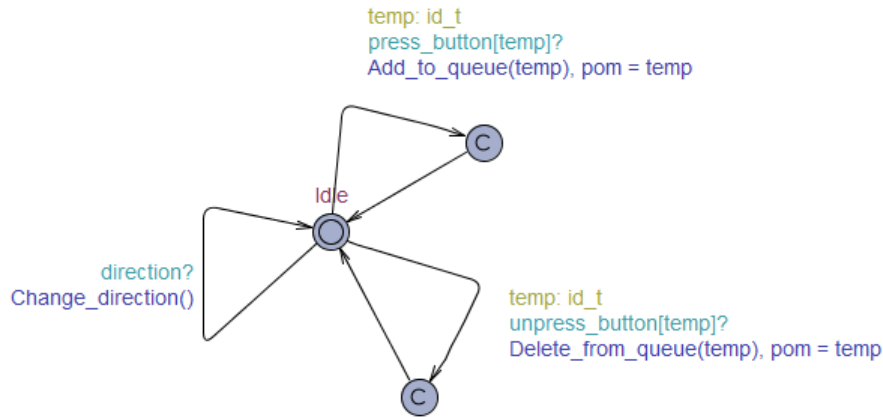 temp: id_t
press_button[temp]?
Add_to_queue(temp), pom = temp
C
Idle
direction?
Change_direction()
temp: id_t
unpress_button[temp]?
Delete_from_queue(temp), pom = temp
C